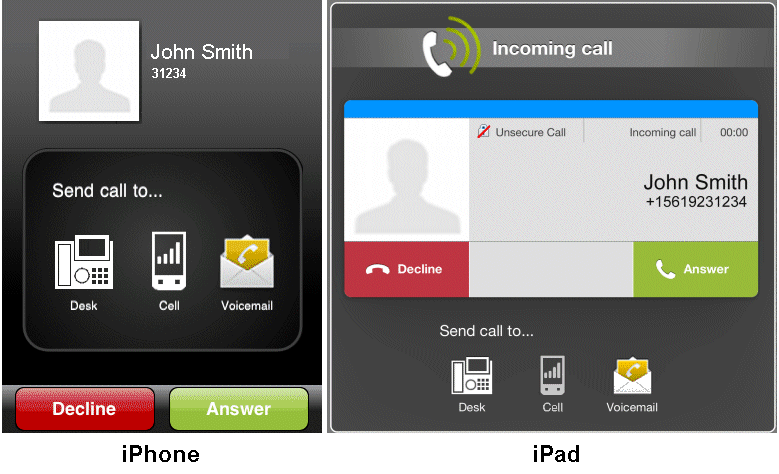 John Smith
31234
Send call to...
Desk
Cell
Voicemail
Decline
Answer
iPhone
Incoming call
Unsecure Call
Incoming call
00:00
John Smith
+15619231234
Decline
Answer
Send call to...
Desk
Cell
Voicemail
iPad